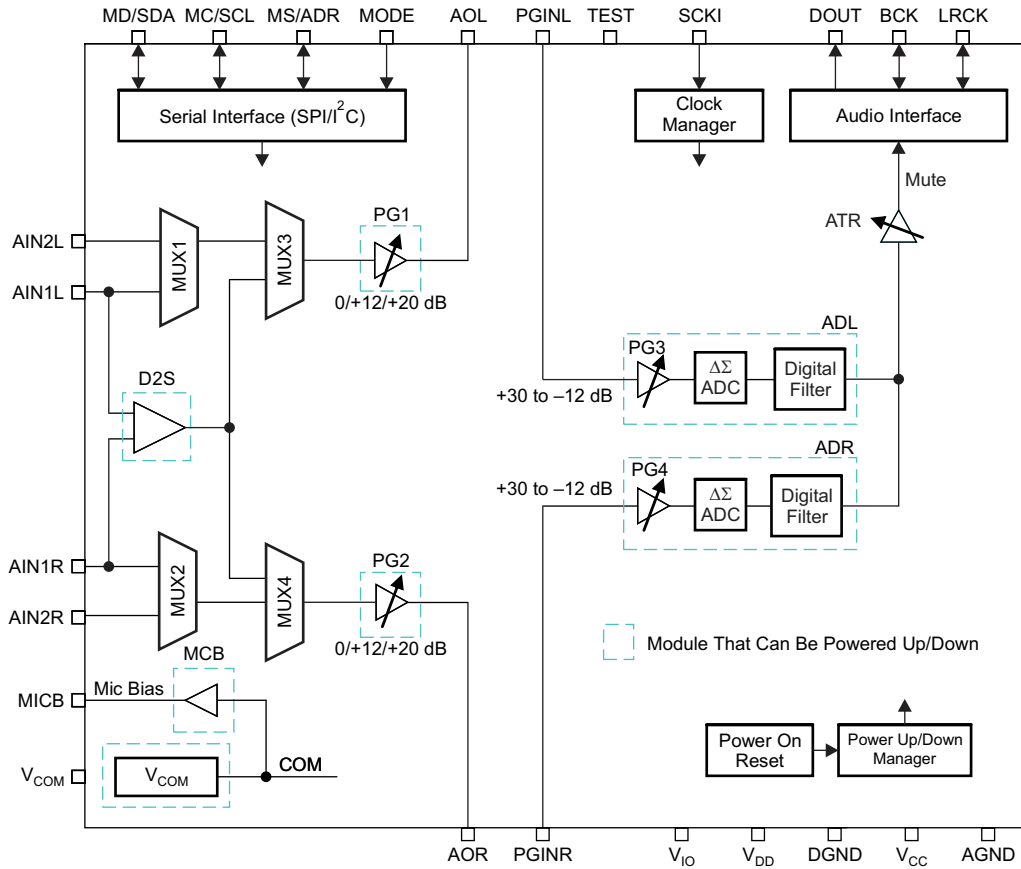 MD/SDA MC/SCL MS/ADR MODE AOL PGINL TEST SCKI DOUT BCK LRCK
Serial Interface (SPI/I²C)
Clock
Manager
Audio Interface
Mute
ATR
AIN2L
AIN1L
MUX1
MUX3
PG1
0/+12/+20 dB
D2S
ADL
PG3
+30 to –12 dB
ΔΣ
ADC
Digital
Filter
ADR
PG4
+30 to –12 dB
ΔΣ
ADC
Digital
Filter
AIN1R
AIN2R
MUX2
MUX4
PG2
0/+12/+20 dB
Module That Can Be Powered Up/Down
MCB
MICB
Mic Bias
VCOM
VCOM
COM
Power On
Reset
Power Up/Down
Manager
AOR PGINR VIO VDD DGND VCC AGND